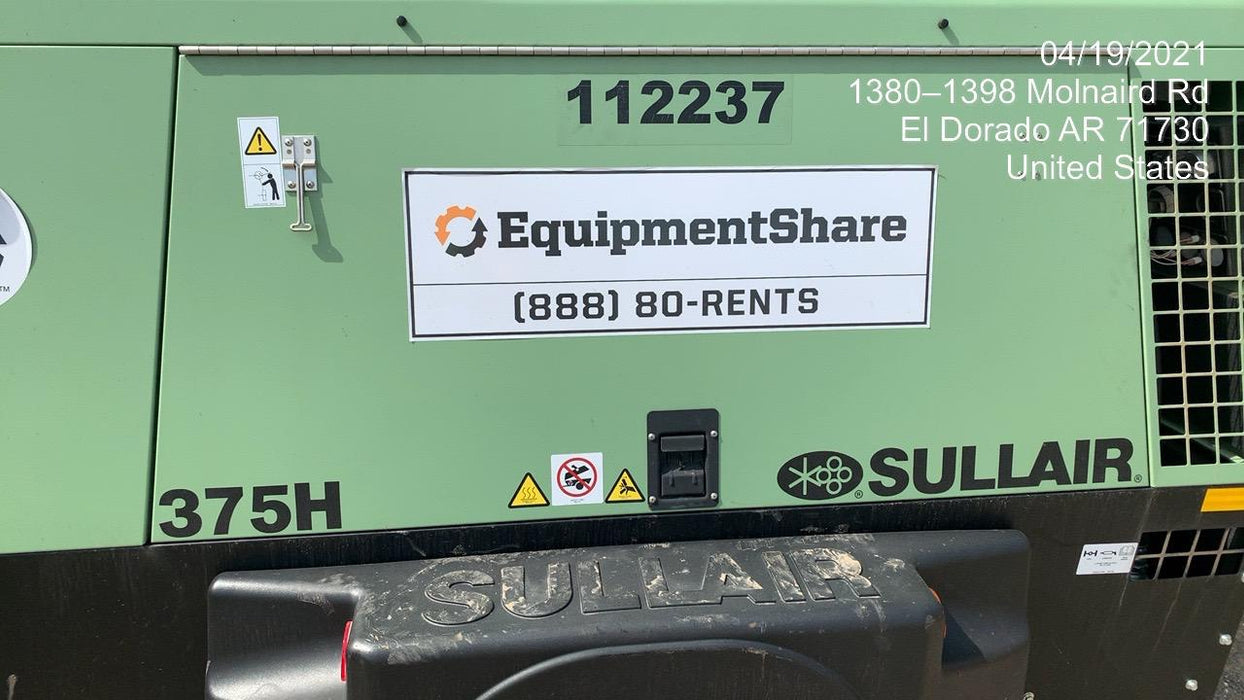 04/19/2021
1380–1398 Molnaird Rd
El Dorado AR 71730
United States
112237
EquipmentShare
(888) 80-RENTS
SULLAIR
375H
SULLAIR
TM